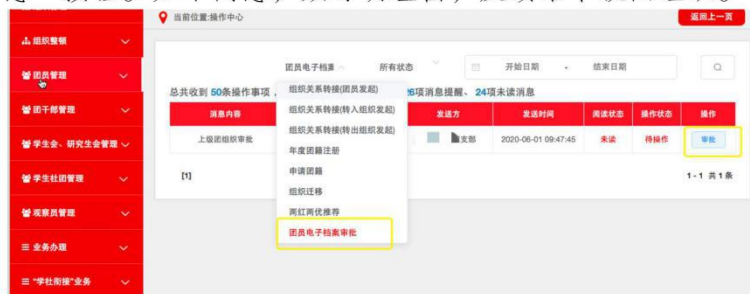 当前位置:操作中心
返回上一页
组织整顿
团员管理
团干部管理
学生会、研究生会管理
学生社团管理
观察员管理
业务办理
"学社衔接"业务
团员电子档案
所有状态
开始日期 - 结束日期
总共收到 50条操作事项，
6项消息提醒、 24项未读消息
消息内容 发送方 发送时间 阅读状态 操作状态 操作
上级团组织审批 支部 2020-06-01 09:47:45 未读 待操作 审批
[1] 1-1 共1条
组织关系转接(团员发起)
组织关系转接(转入组织发起)
组织关系转接(转出组织发起)
年度团籍注册
申请团籍
组织迁移
两红两优推荐
团员电子档案审批